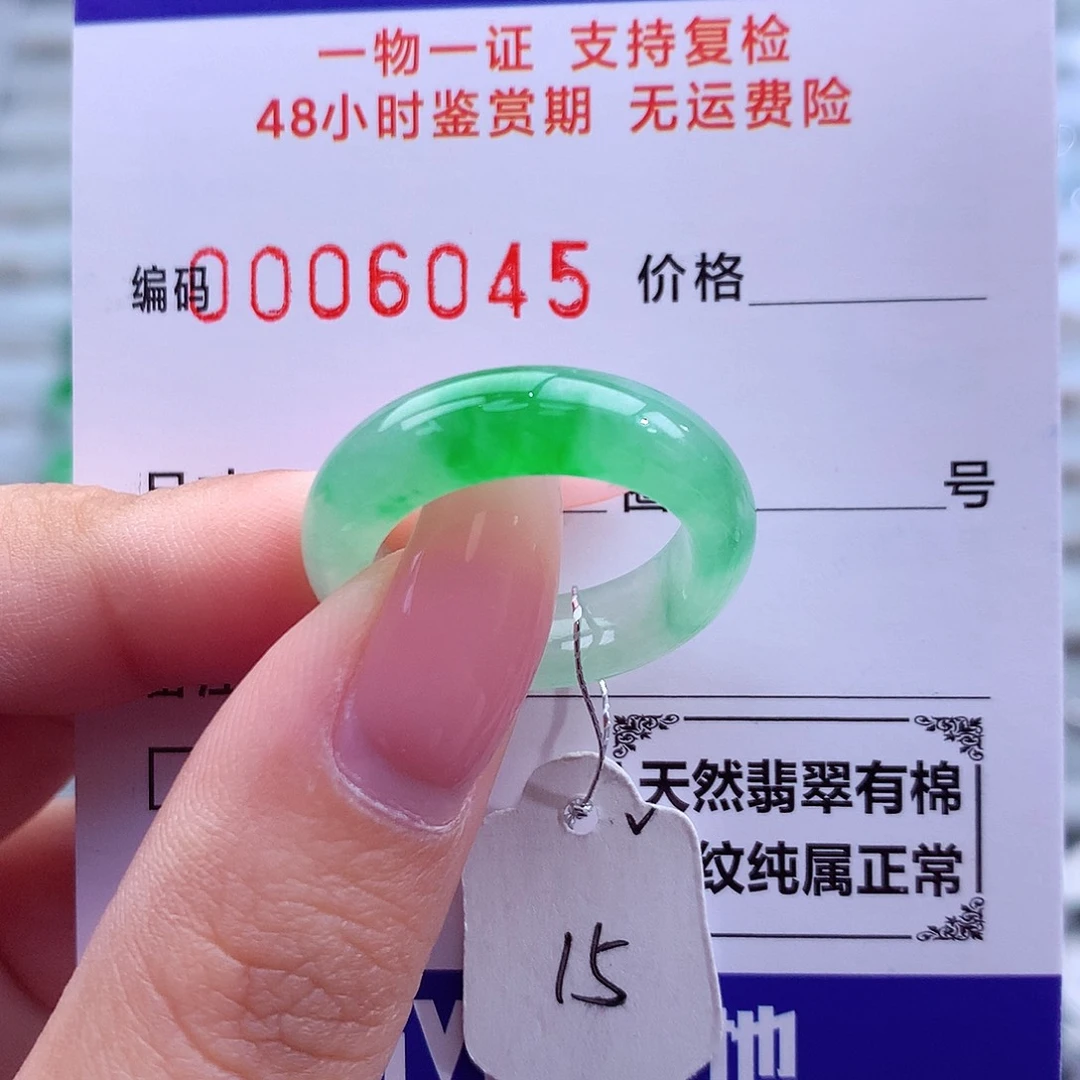 一物一证 支持复检
48小时鉴赏期 无运费险
编码0006045 价格
号
天然翡翠有棉
纹纯属正常
15